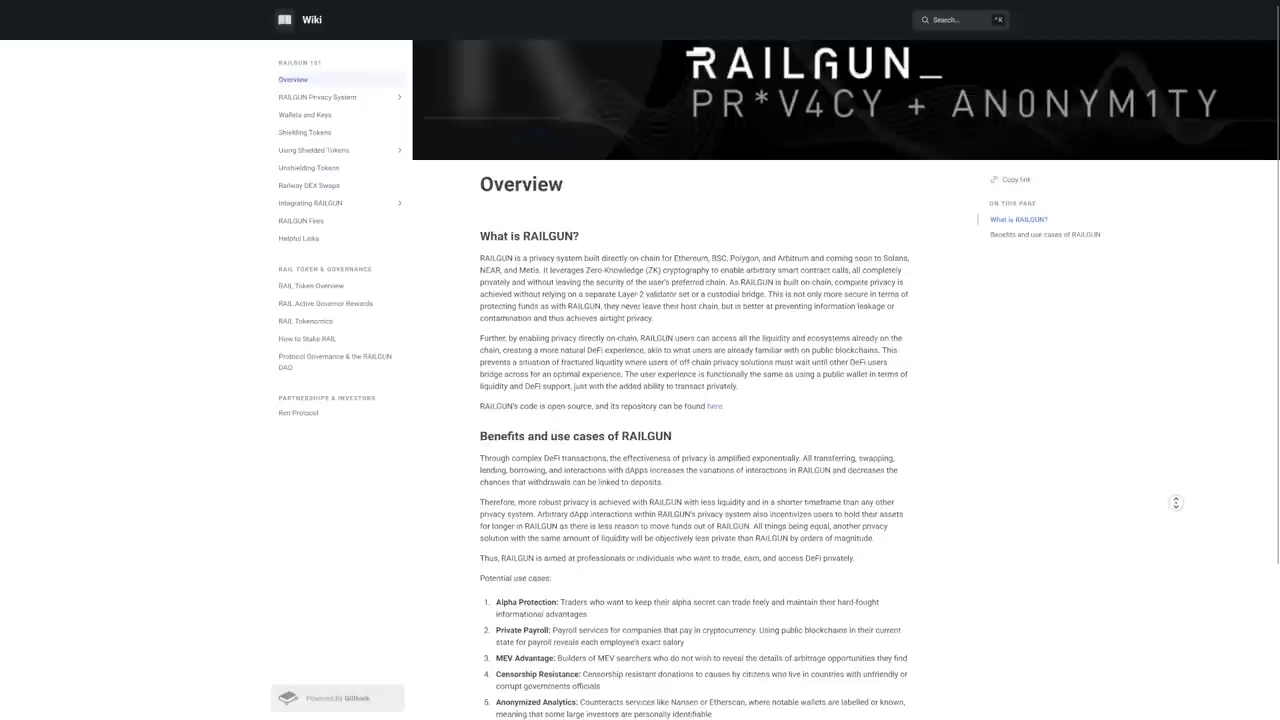 Wiki
Search...
^K
RAILGUN 101
Overview
RAILGUN Privacy System
Wallets and Keys
Shielding Tokens
Using Shielded Tokens
Unshielding Tokens
Railway DEX Swaps
Integrating RAILGUN
RAILGUN Fees
Helpful Links
RAIL TOKEN & GOVERNANCE
RAIL Token Overview
RAIL Active Governor Rewards
RAIL Tokenomics
How to Stake RAIL
Protocol Governance & the RAILGUN
DAO
PARTNERSHIPS & INVESTORS
Ren Protocol
Powered By GitBook
RAILGUN_
PR*V4CY + AN0NYM1TY
Overview
What is RAILGUN?
RAILGUN is a privacy system built directly on-chain for Ethereum, BSC, Polygon, and Arbitrum and coming soon to Solana,
NEAR, and Metis. It leverages Zero-Knowledge (ZK) cryptography to enable arbitrary smart contract calls, all completely
privately and without leaving the security of the user's preferred chain. As RAILGUN is built on-chain, complete privacy is
achieved without relying on a separate Layer-2 validator set or a custodial bridge. This is not only more secure in terms of
protecting funds as with RAILGUN, they never leave their host chain, but is better at preventing information leakage or
contamination and thus achieves airtight privacy.
Further, by enabling privacy directly on-chain, RAILGUN users can access all the liquidity and ecosystems already on the
chain, creating a more natural DeFi experience, akin to what users are already familiar with on public blockchains. This
prevents a situation of fractured liquidity where users of off-chain privacy solutions must wait until other DeFi users
bridge across for an optimal experience. The user experience is functionally the same as using a public wallet in terms of
liquidity and DeFi support, just with the added ability to transact privately.
RAILGUN's code is open-source, and its repository can be found here.
Benefits and use cases of RAILGUN
Through complex DeFi transactions, the effectiveness of privacy is amplified exponentially. All transferring, swapping,
lending, borrowing, and interactions with dApps increases the variations of interactions in RAILGUN and decreases the
chances that withdrawals can be linked to deposits.
Therefore, more robust privacy is achieved with RAILGUN with less liquidity and in a shorter timeframe than any other
privacy system. Arbitrary dApp interactions within RAILGUN's privacy system also incentivizes users to hold their assets
for longer in RAILGUN as there is less reason to move funds out of RAILGUN. All things being equal, another privacy
solution with the same amount of liquidity will be objectively less private than RAILGUN by orders of magnitude.
Thus, RAILGUN is aimed at professionals or individuals who want to trade, earn, and access DeFi privately.
Potential use cases:
1. Alpha Protection: Traders who want to keep their alpha secret can trade feely and maintain their hard-fought
informational advantages
2. Private Payroll: Payroll services for companies that pay in cryptocurrency. Using public blockchains in their current
state for payroll reveals each employee's exact salary
3. MEV Advantage: Builders of MEV searchers who do not wish to reveal the details of arbitrage opportunities they find
4. Censorship Resistance: Censorship resistant donations to causes by citizens who live in countries with unfriendly or
corrupt governments officials
5. Anonymized Analytics: Counteracts services like Nansen or Etherscan, where notable wallets are labelled or known,
meaning that some large investors are personally identifiable
Copy link
ON THIS PAGE
What is RAILGUN?
Benefits and use cases of RAILGUN